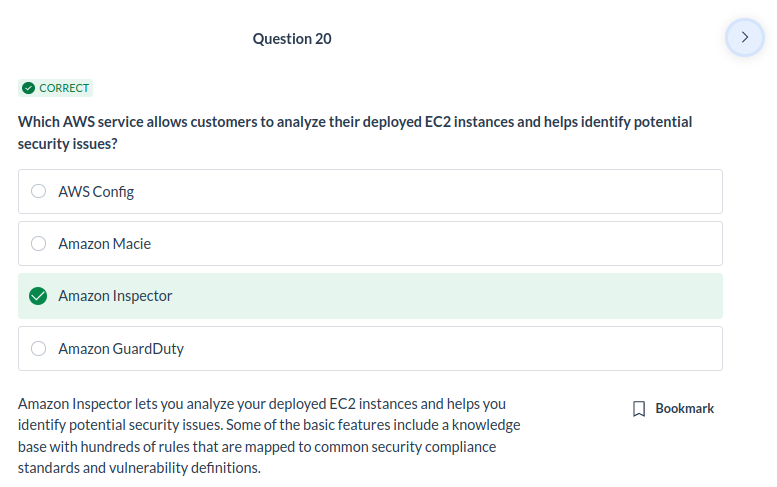 Question 20
CORRECT
Which AWS service allows customers to analyze their deployed EC2 instances and helps identify potential
security issues?
AWS Config
Amazon Macie
Amazon Inspector
Amazon GuardDuty
Amazon Inspector lets you analyze your deployed EC2 instances and helps you
identify potential security issues. Some of the basic features include a knowledge
base with hundreds of rules that are mapped to common security compliance
standards and vulnerability definitions.
Bookmark